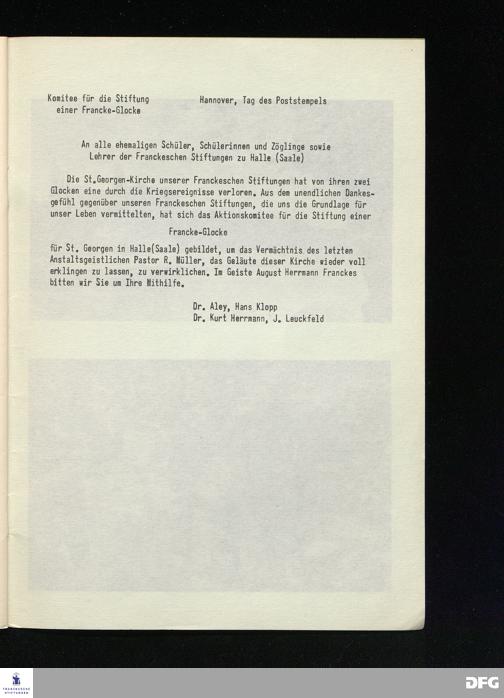 Komitee für die Stiftung
einer Francke-Glocke
Hannover, Tag des Poststempels
An alle ehemaligen Schüler, Schülerinnen und Zöglinge sowie
Lehrer der Franckeschen Stiftungen zu Halle (Saale)
Die St.Georgen-Kirche unserer Franckeschen Stiftungen hat von ihren zwei
Glocken eine durch die Kriegsereignisse verloren. Aus dem unendlichen Dankes-
gefühl gegenüber unseren Franckeschen Stiftungen, die uns die Grundlage für
unser Leben vermittelten, hat sich das Aktionskomitee für die Stiftung einer
Francke-Glocke
für St. Georgen in Halle(Saale) gebildet, um das Vermächtnis des letzten
Anstaltsgeistlichen Pastor R. Müller, das Geläute dieser Kirche wieder voll
erklingen zu lassen, zu verwirklichen. Im Geiste August Herrmann Franckes
bitten wir Sie um Ihre Mithilfe.
Dr. Aley, Hans Klopp
Dr. Kurt Herrmann, J. Leuckfeld
FRANCKESCHE
STIFTUNGEN
DFG